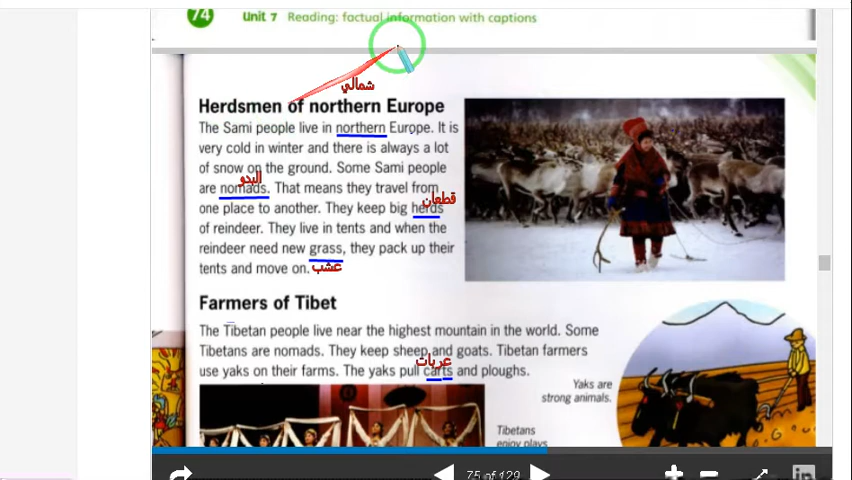 74 Unit 7 Reading: factual information with captions
شمالي
Herdsmen of northern Europe
The Sami people live in northern Europe. It is
very cold in winter and there is always a lot
of snow on the ground. Some Sami people
البدو
are nomads. That means they travel from
قطعان
one place to another. They keep big herds
of reindeer. They live in tents and when the
reindeer need new grass, they pack up their
عشب
tents and move on.
Farmers of Tibet
The Tibetan people live near the highest mountain in the world. Some
Tibetans are nomads. They keep sheep and goats. Tibetan farmers
عربات
use yaks on their farms. The yaks pull carts and ploughs.
Yaks are
strong animals.
Tibetans
enjoy plays
75 of 129
in